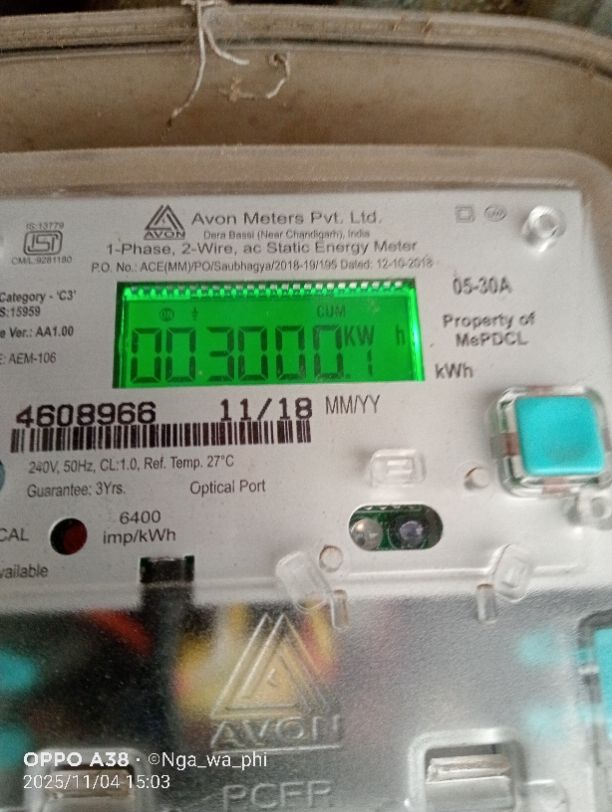 IS:13779
ISI
CM/L:9281180
AVON
Avon Meters Pvt. Ltd.
Dera Bassi (Near Chandigarh), India
1-Phase, 2-Wire, ac Static Energy Meter
P.O. No.: ACE(MM)/PO/Saubhagya/2018-19/195 Dated: 12-10-2018
Category - 'C3'
S:15959
e Ver.: AA1.00
E: AEM-106
CUM
003000.1 KW h
05-30A
Property of
MePDCL
kWh
4608966 11/18 MM/YY
240V, 50Hz, CL:1.0, Ref. Temp. 27°C
Guarantee: 3Yrs. Optical Port
CAL
6400
imp/kWh
vailable
AVON
PCFP
OPPO A38 · ©Nga_wa_phi
2025/11/04 15:03